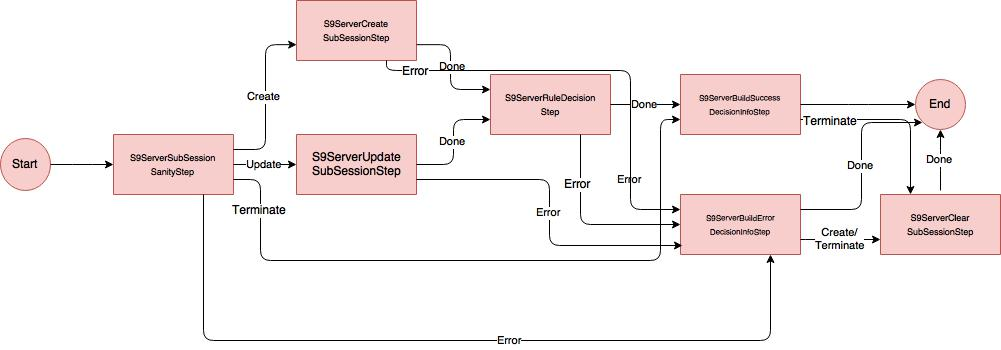 S9ServerCreate
SubSessionStep
Error
Done
S9ServerRuleDecision
Step
Done
S9ServerBuildSuccess
DecisionInfoStep
Terminate
End
Create
Start
S9ServerSubSession
SanityStep
Update
S9ServerUpdate
SubSessionStep
Done
Terminate
Error
Error
Error
S9ServerBuildError
DecisionInfoStep
Done
Done
Create/
Terminate
S9ServerClear
SubSessionStep
Error